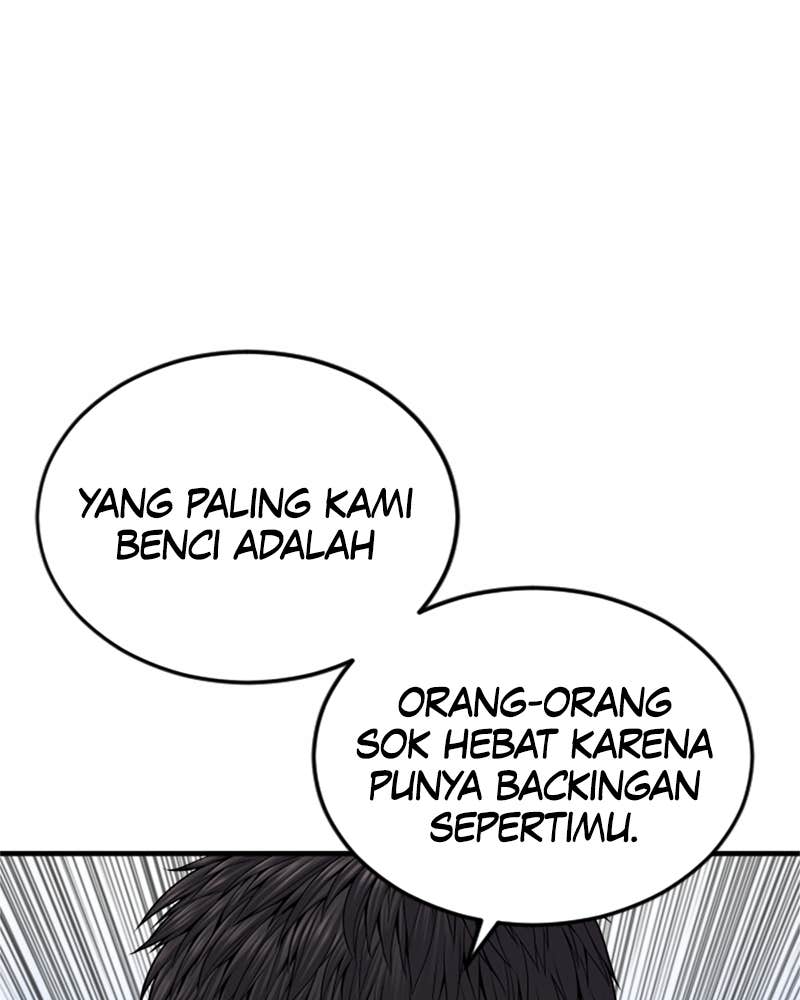 YANG PALING KAMI
BENCI ADALAH
ORANG-ORANG
SOK HEBAT KARENA
PUNYA BACKINGAN
SEPERTIMU.